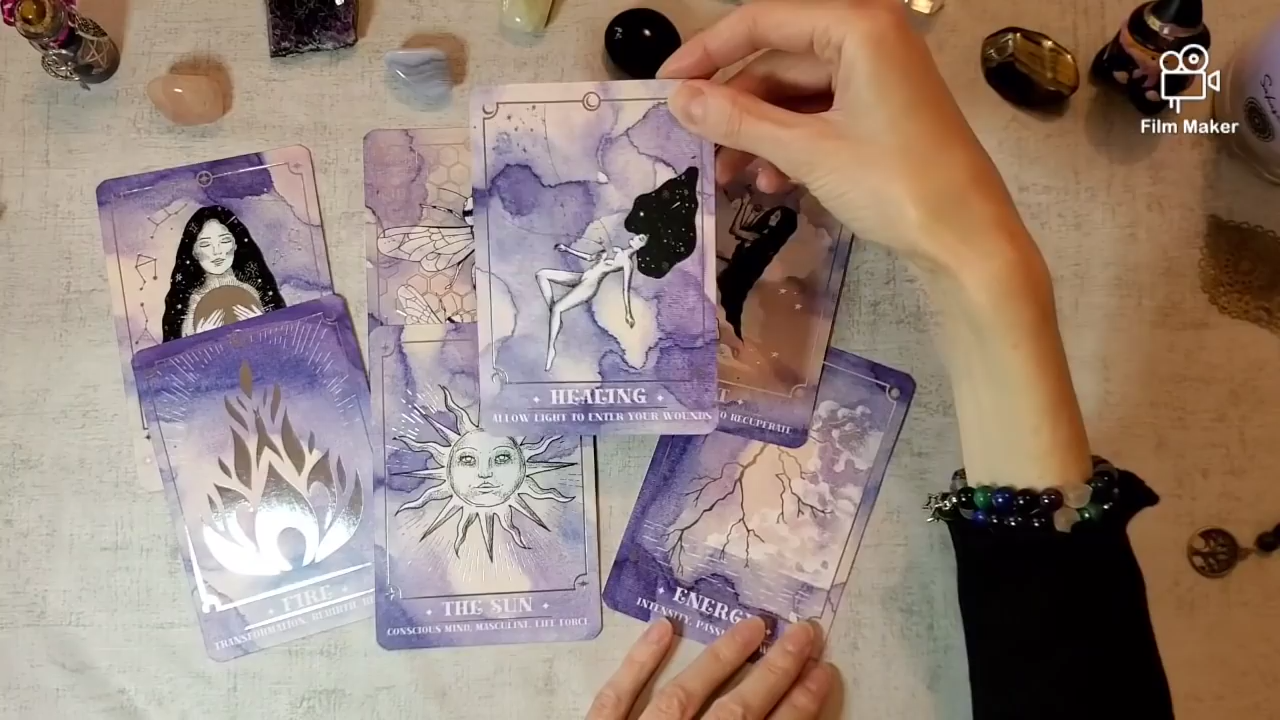 Film Maker
HEALING
ALLOW LIGHT TO ENTER YOUR WOUNDS
TO RECUPERATE
FIRE
TRANSFORMATION, REBIRTH,
THE SUN
CONSCIOUS MIND, MASCULINE, LIFE FORCE
ENERGY
INTENSITY,